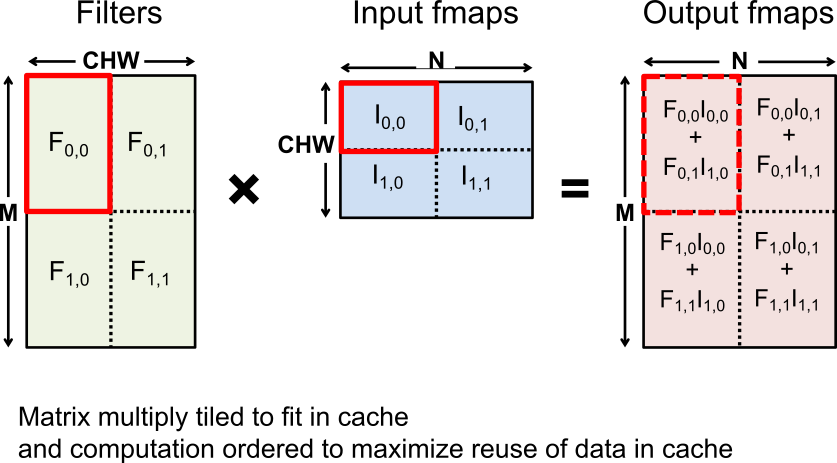 Filters
Input fmaps
Output fmaps
CHW
N
N
M
F0,0
F0,1
F1,0
F1,1
×
CHW
I0,0
I0,1
I1,0
I1,1
=
M
F0,0I0,0
+
F0,1I1,0
F0,0I0,1
+
F0,1I1,1
F1,0I0,0
+
F1,1I1,0
F1,0I0,1
+
F1,1I1,1
Matrix multiply tiled to fit in cache
and computation ordered to maximize reuse of data in cache